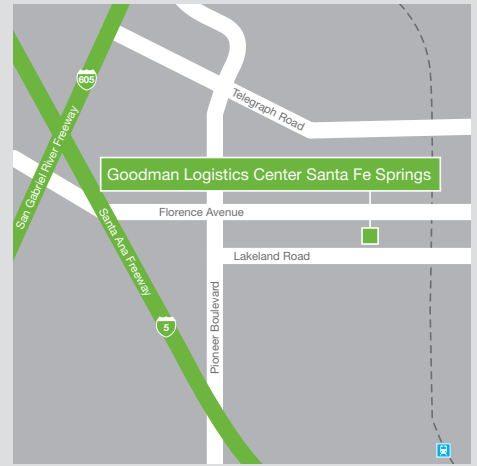 605
Telegraph Road
San Gabriel River Freeway
Goodman Logistics Center Santa Fe Springs
Florence Avenue
Santa Ana Freeway
Lakeland Road
Pioneer Boulevard
5